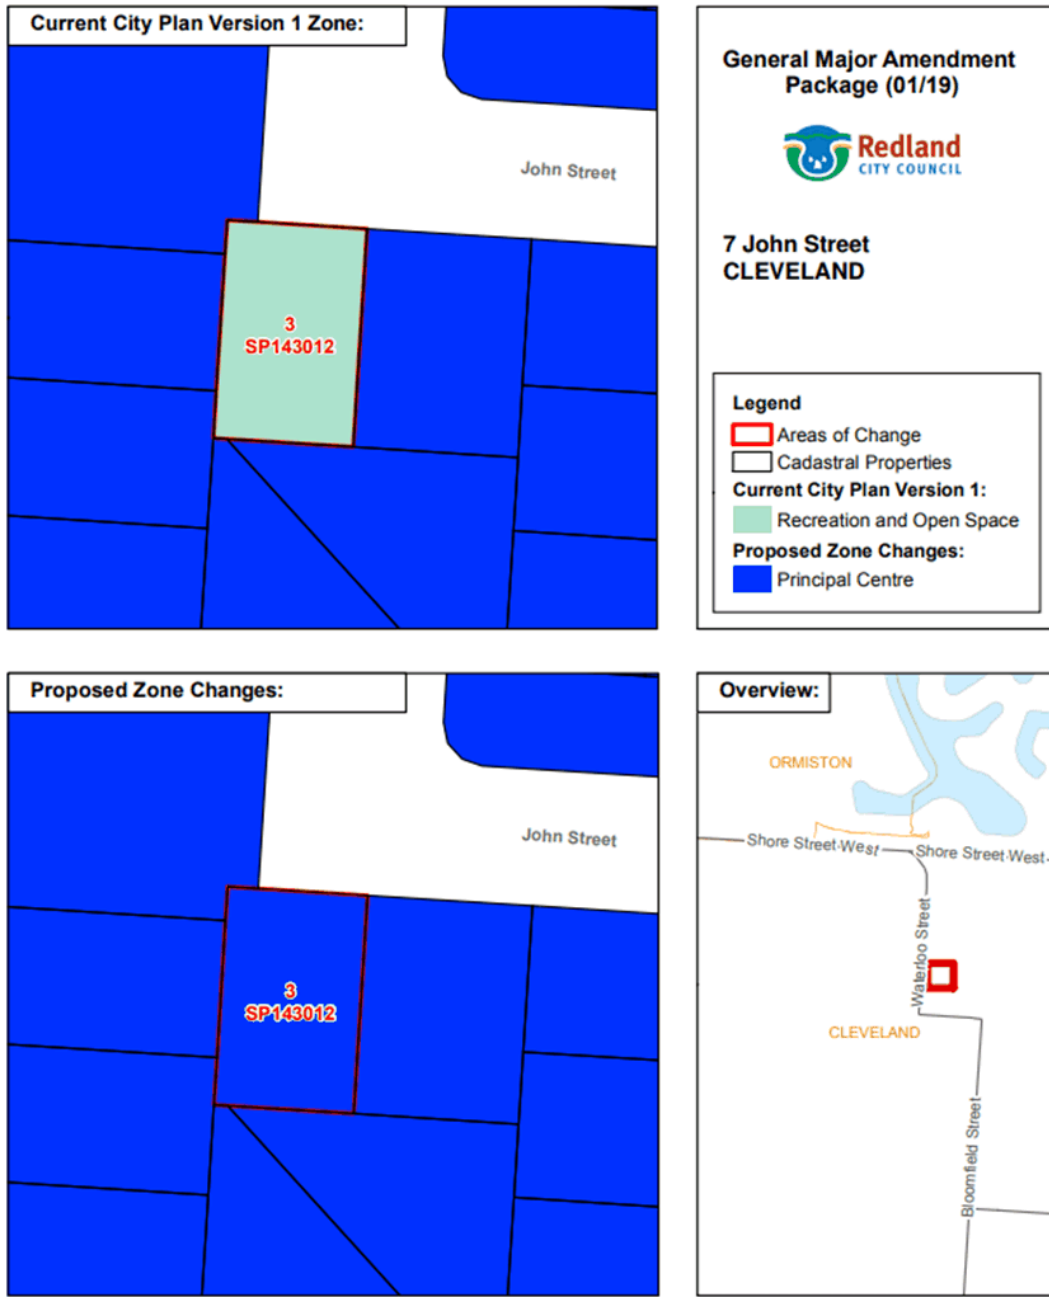 Current City Plan Version 1 Zone:
John Street
3
SP143012
General Major Amendment
Package (01/19)
Redland
CITY COUNCIL
7 John Street
CLEVELAND
Legend
Areas of Change
Cadastral Properties
Current City Plan Version 1:
Recreation and Open Space
Proposed Zone Changes:
Principal Centre
Proposed Zone Changes:
John Street
3
SP143012
Overview:
ORMISTON
Shore Street West
Shore Street West
Waterloo Street
CLEVELAND
Bloomfield Street